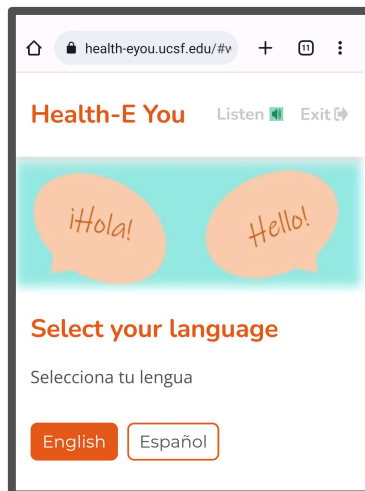 health-eyou.ucsf.edu/#w
11
Health-E You
Listen
Exit
¡Hola!
Hello!
Select your language
Selecciona tu lengua
English
Español